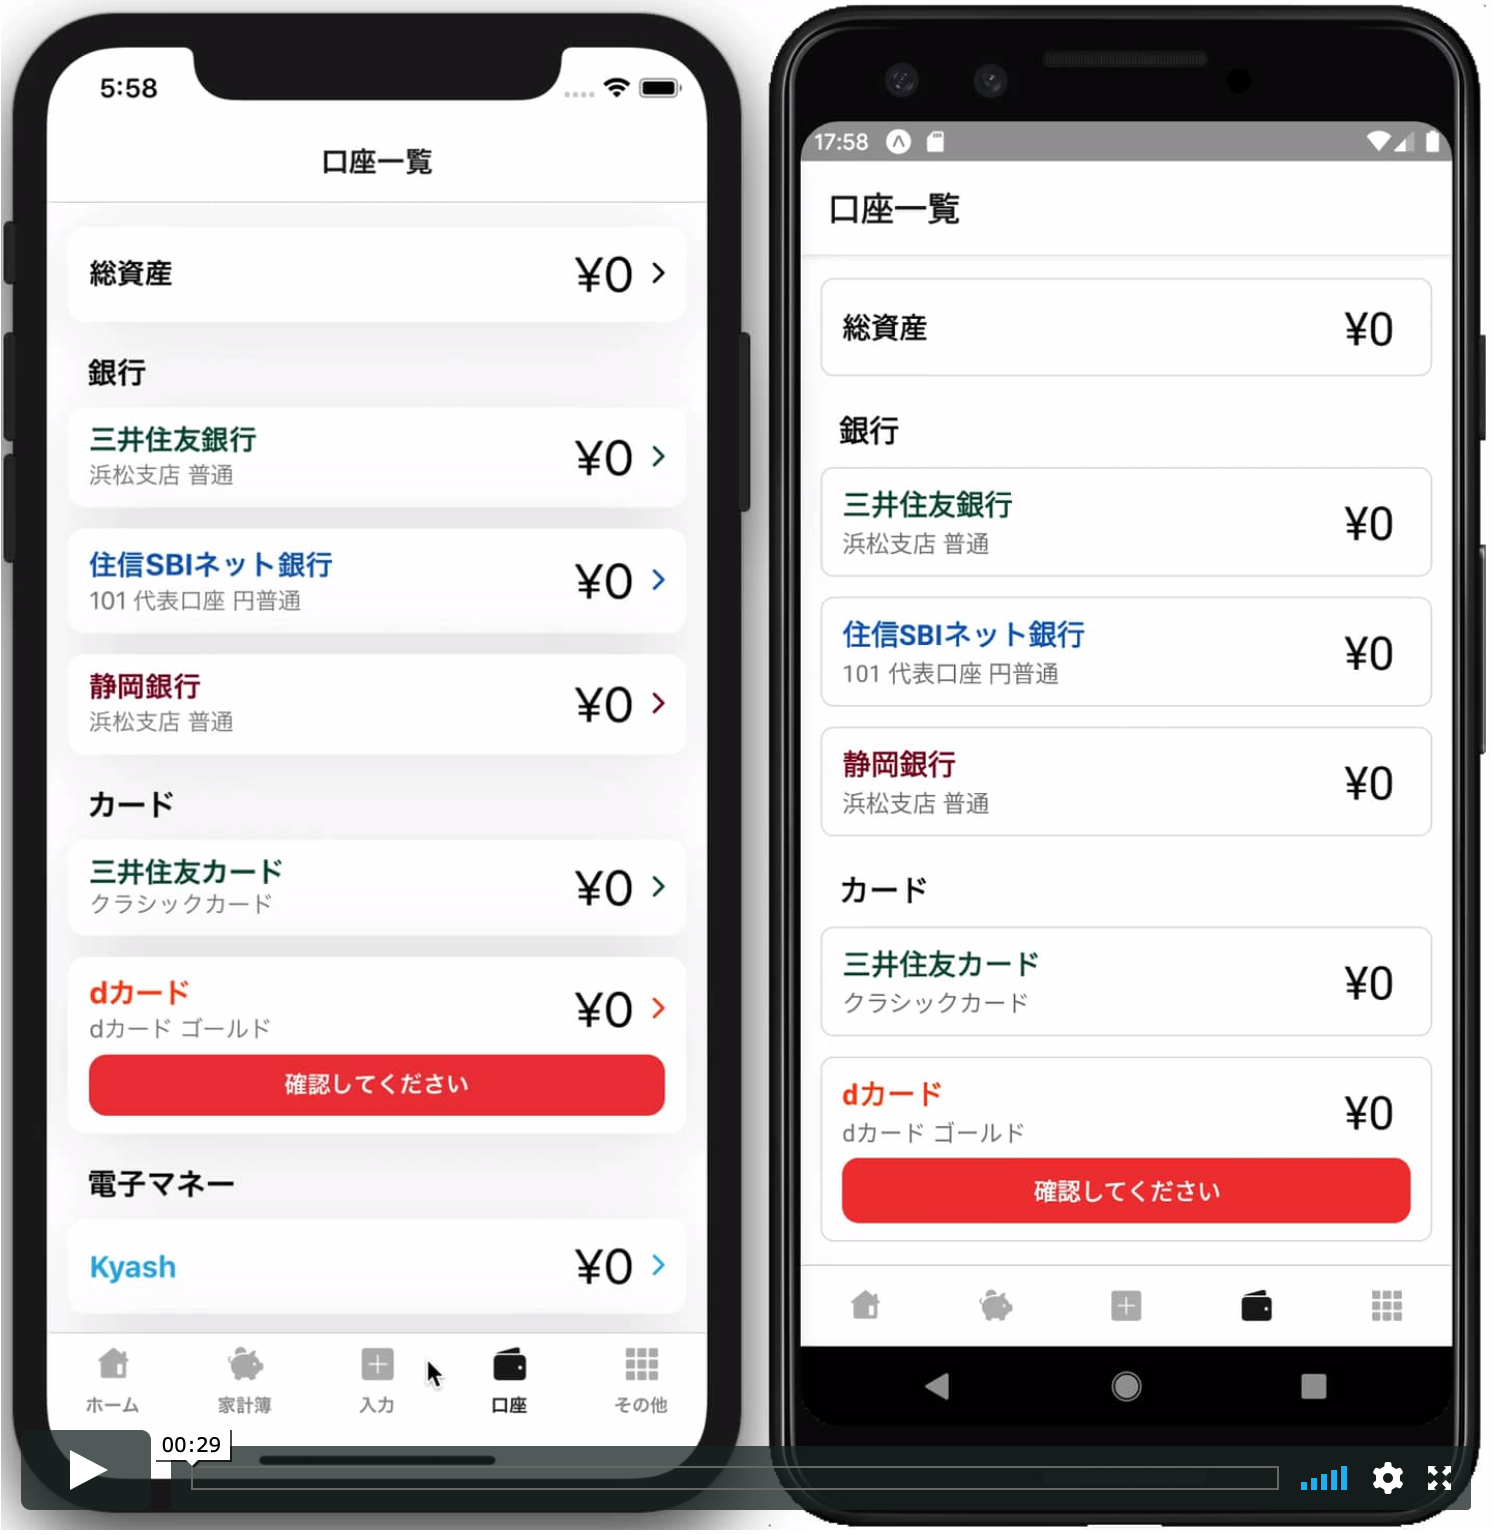 5:58
口座一覧
総資産
¥0
銀行
三井住友銀行
浜松支店 普通
¥0
住信SBIネット銀行
101 代表口座 円普通
¥0
静岡銀行
浜松支店 普通
¥0
カード
三井住友カード
クラシックカード
¥0
dカード
dカード ゴールド
¥0
確認してください
電子マネー
Kyash
¥0
ホーム
家計簿
入力
口座
その他
17:58
口座一覧
総資産
¥0
銀行
三井住友銀行
浜松支店 普通
¥0
住信SBIネット銀行
101 代表口座 円普通
¥0
静岡銀行
浜松支店 普通
¥0
カード
三井住友カード
クラシックカード
¥0
dカード
dカード ゴールド
¥0
確認してください
00:29